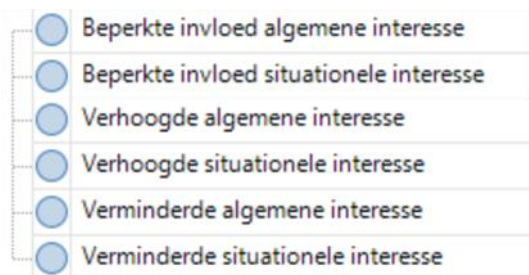 Beperkte invloed algemene interesse
Beperkte invloed situationele interesse
Verhoogde algemene interesse
Verhoogde situationele interesse
Verminderde algemene interesse
Verminderde situationele interesse